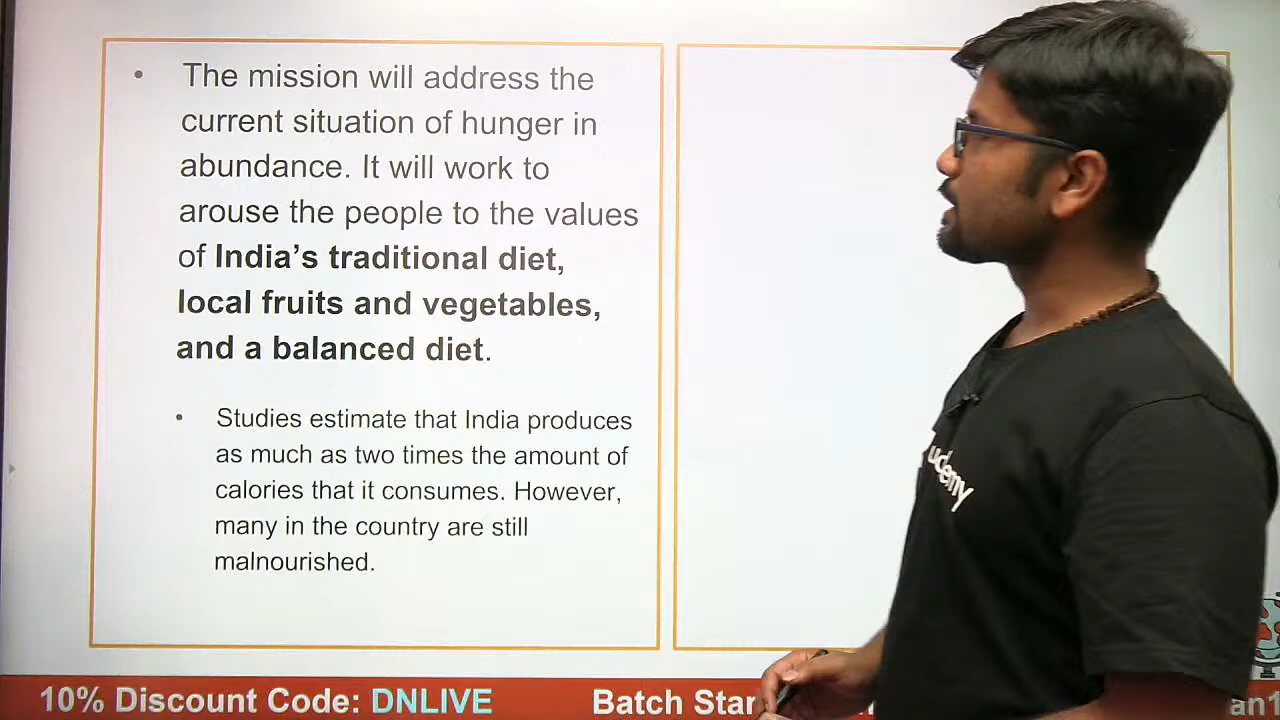 The mission will address the
current situation of hunger in
abundance. It will work to
arouse the people to the values
of India’s traditional diet,
local fruits and vegetables,
and a balanced diet.
Studies estimate that India produces
as much as two times the amount of
calories that it consumes. However,
many in the country are still
malnourished.
udemy
10% Discount Code: DNLIVE
Batch Star